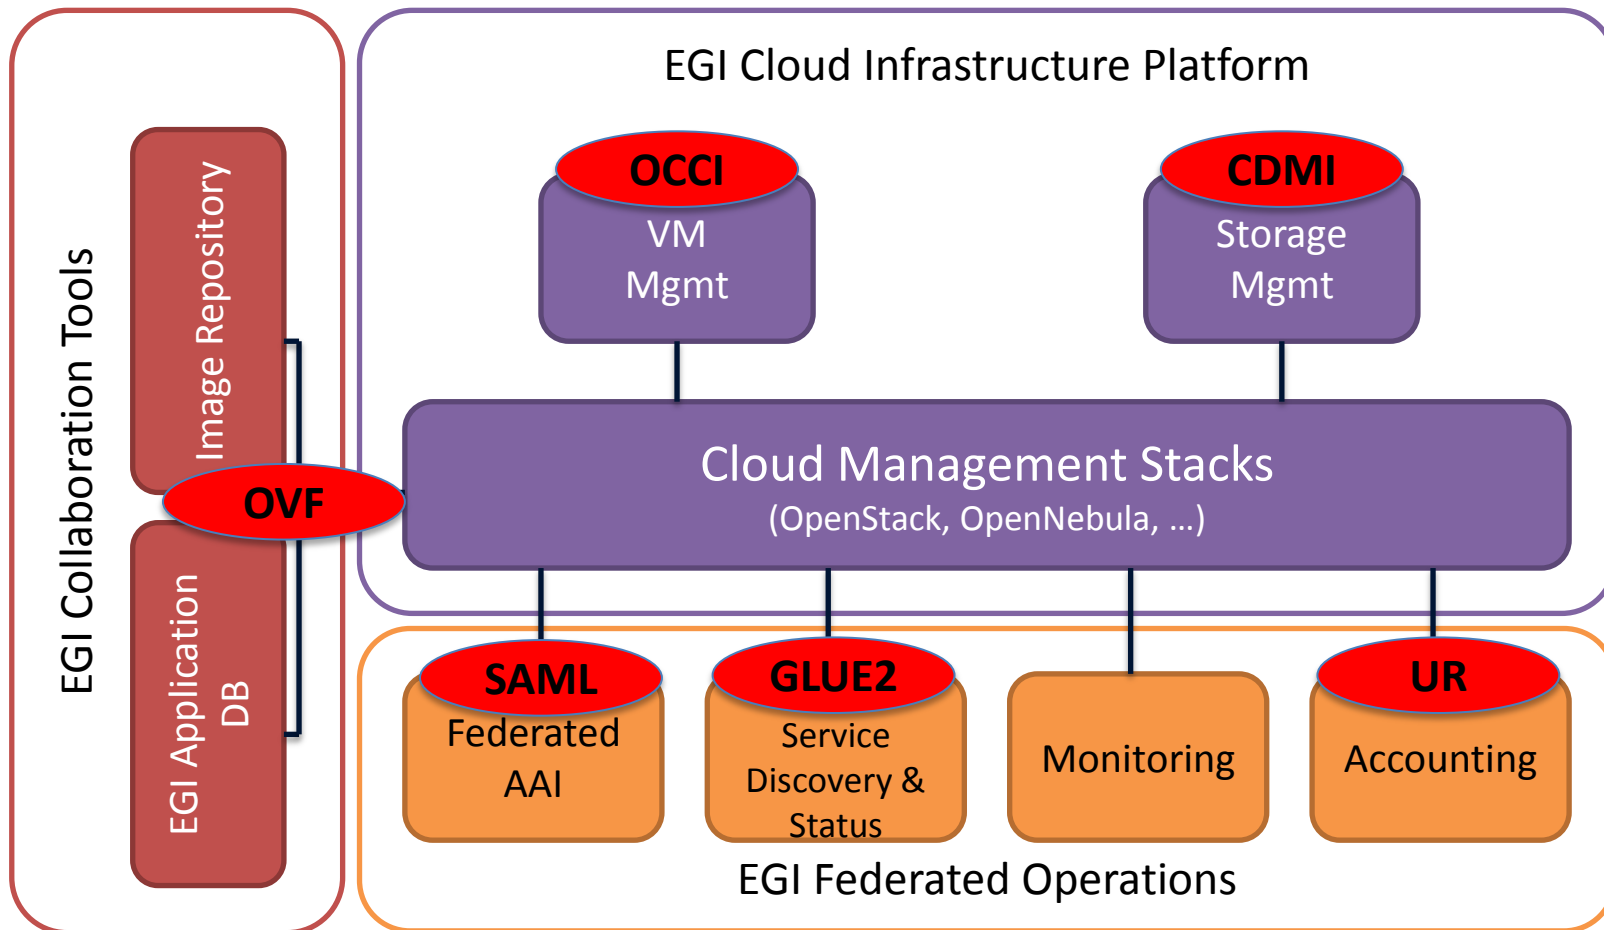 EGI Collaboration Tools
Image Repository
EGI Application
DB
OVF
EGI Cloud Infrastructure Platform
OCCI
VM
Mgmt
CDMI
Storage
Mgmt
Cloud Management Stacks
(OpenStack, OpenNebula, ...)
SAML
Federated
AAI
GLUE2
Service
Discovery &
Status
Monitoring
UR
Accounting
EGI Federated Operations